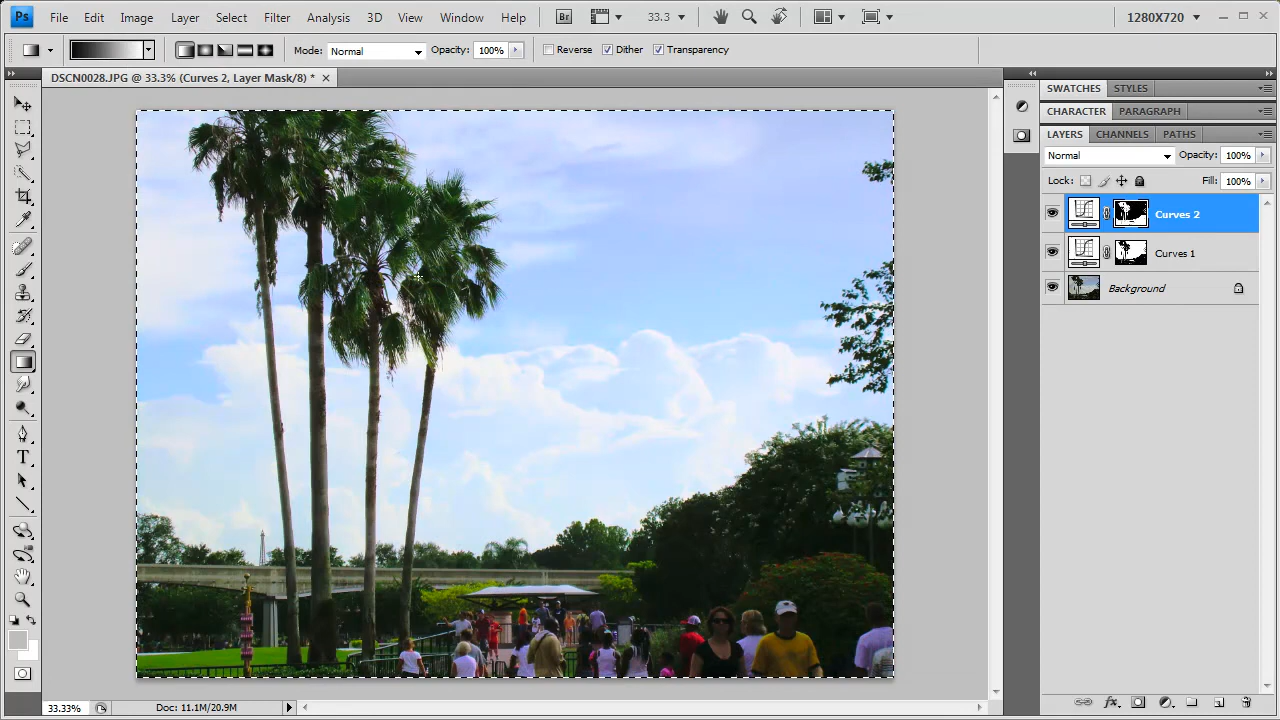 Ps File Edit Image Layer Select Filter Analysis 3D View Window Help Br 33.3 1280X720
Mode: Normal Opacity: 100% Reverse Dither Transparency
DSCN0028.JPG @ 33.3% (Curves 2, Layer Mask/8) *
SWATCHES STYLES
CHARACTER PARAGRAPH
LAYERS CHANNELS PATHS
Normal Opacity: 100%
Lock: Fill: 100%
Curves 2
Curves 1
Background
T
33.33% Doc: 11.1M/20.9M
fx